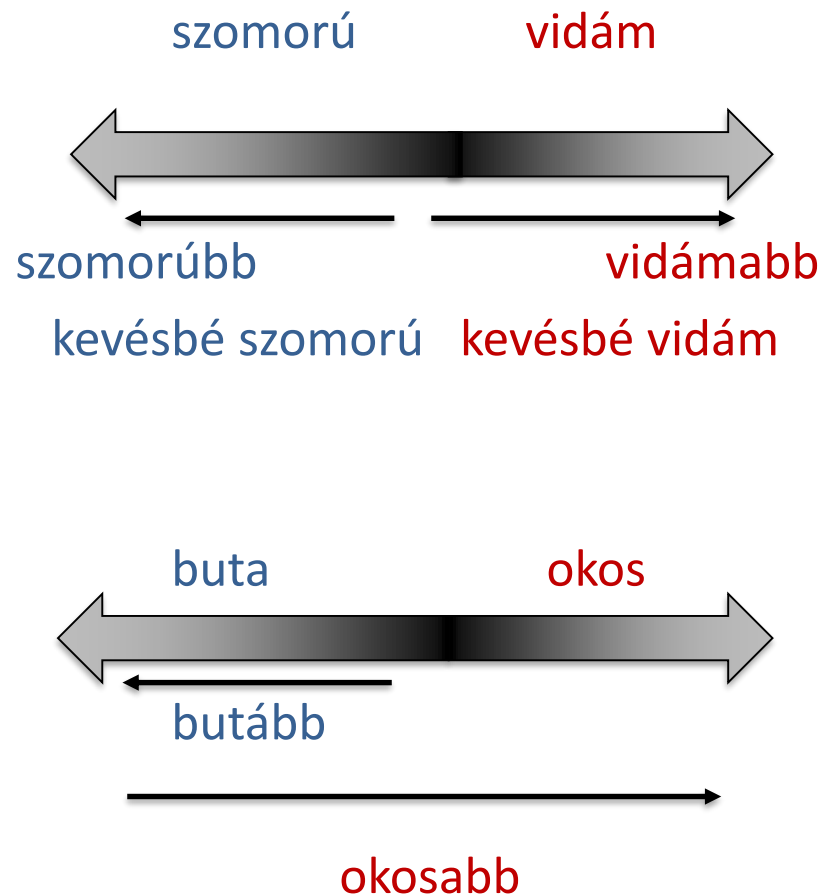 szomorú vidám
szomorúbb vidámabb
kevésbé szomorú kevésbé vidám
buta okos
butább
okosabb